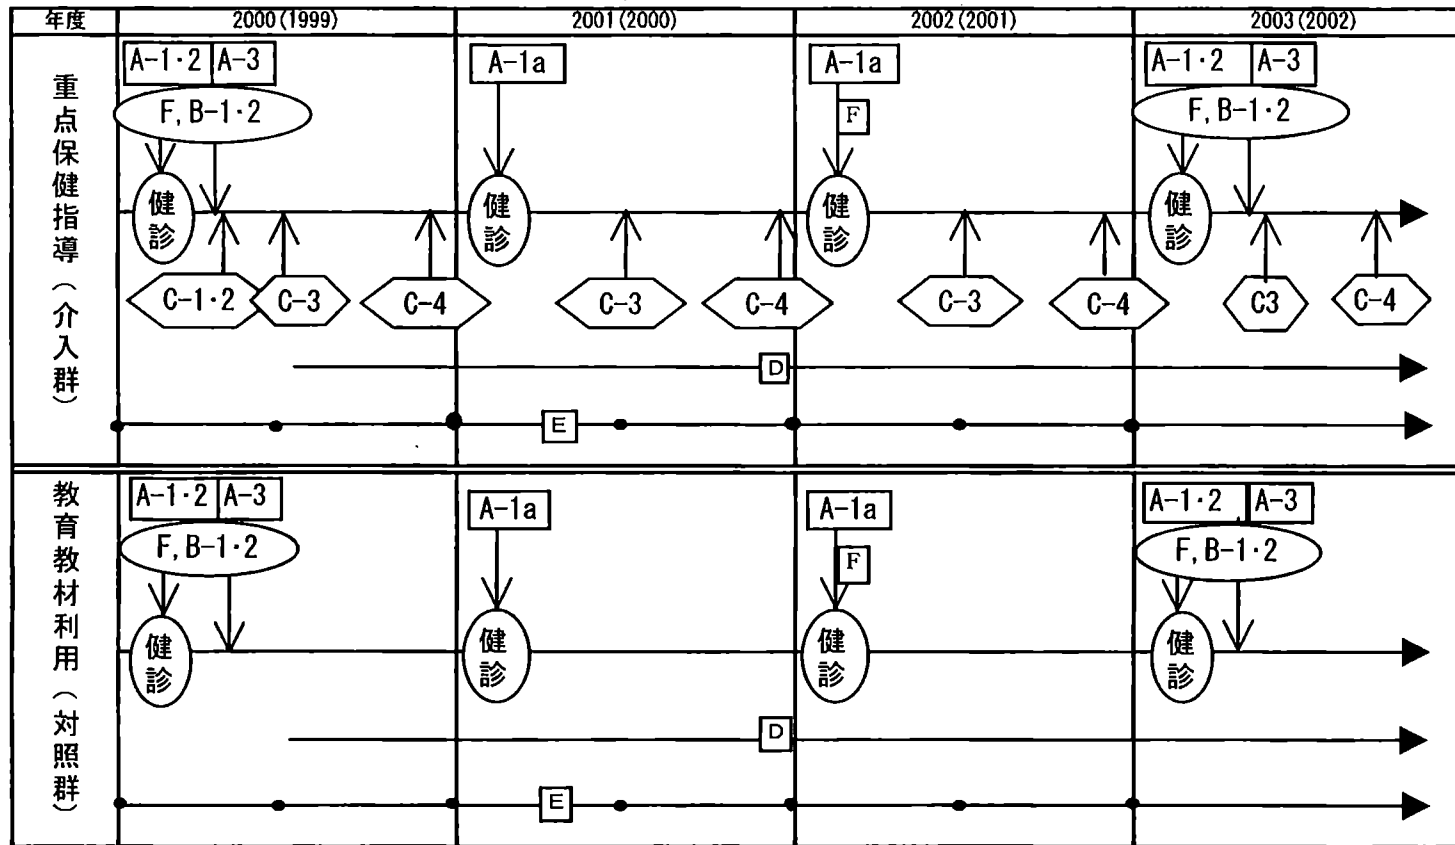 年度 2000(1999) 2001(2000) 2002(2001) 2003(2002)
重点保健指導（介入群）
A-1・2 A-3 A-1a A-1a A-1・2 A-3
F, B-1・2 F F, B-1・2
健診 健診 健診 健診
C-1・2 C-3 C-4 C-3 C-4 C-3 C-4 C3 C-4
D
E
教育教材利用（対照群）
A-1・2 A-3 A-1a A-1a A-1・2 A-3
F, B-1・2 F F, B-1・2
健診 健診 健診 健診
D
E